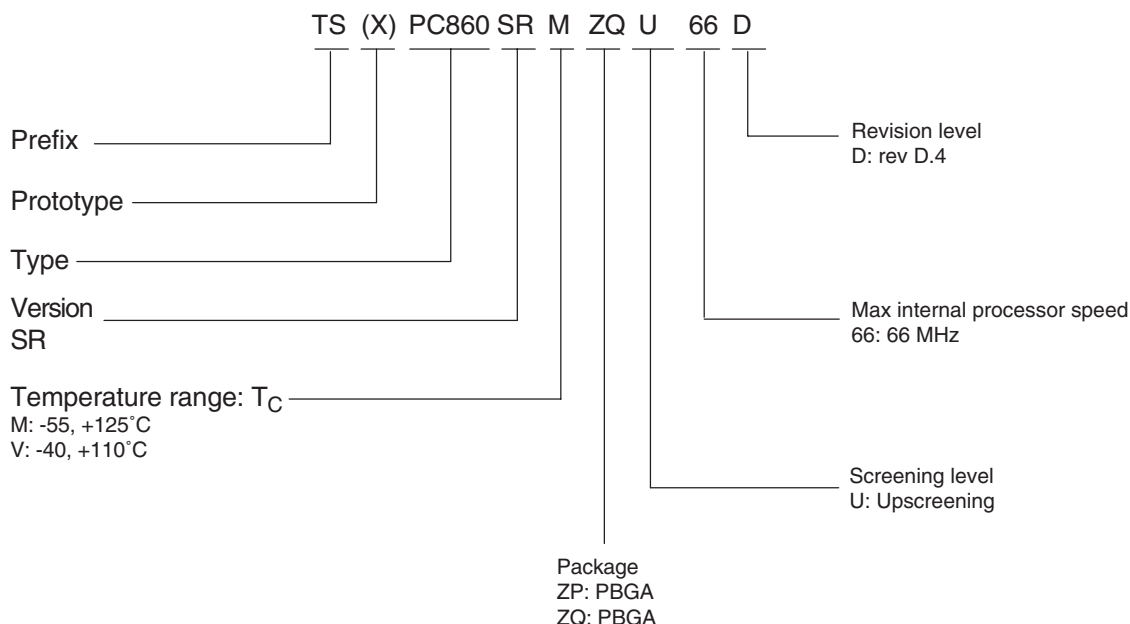 TS (X) PC860 SR M ZQ U 66 D
Prefix
Prototype
Type
Version
SR
Temperature range: TC
M: -55, +125˚C
V: -40, +110˚C
Revision level
D: rev D.4
Max internal processor speed
66: 66 MHz
Screening level
U: Upscreening
Package
ZP: PBGA
ZQ: PBGA